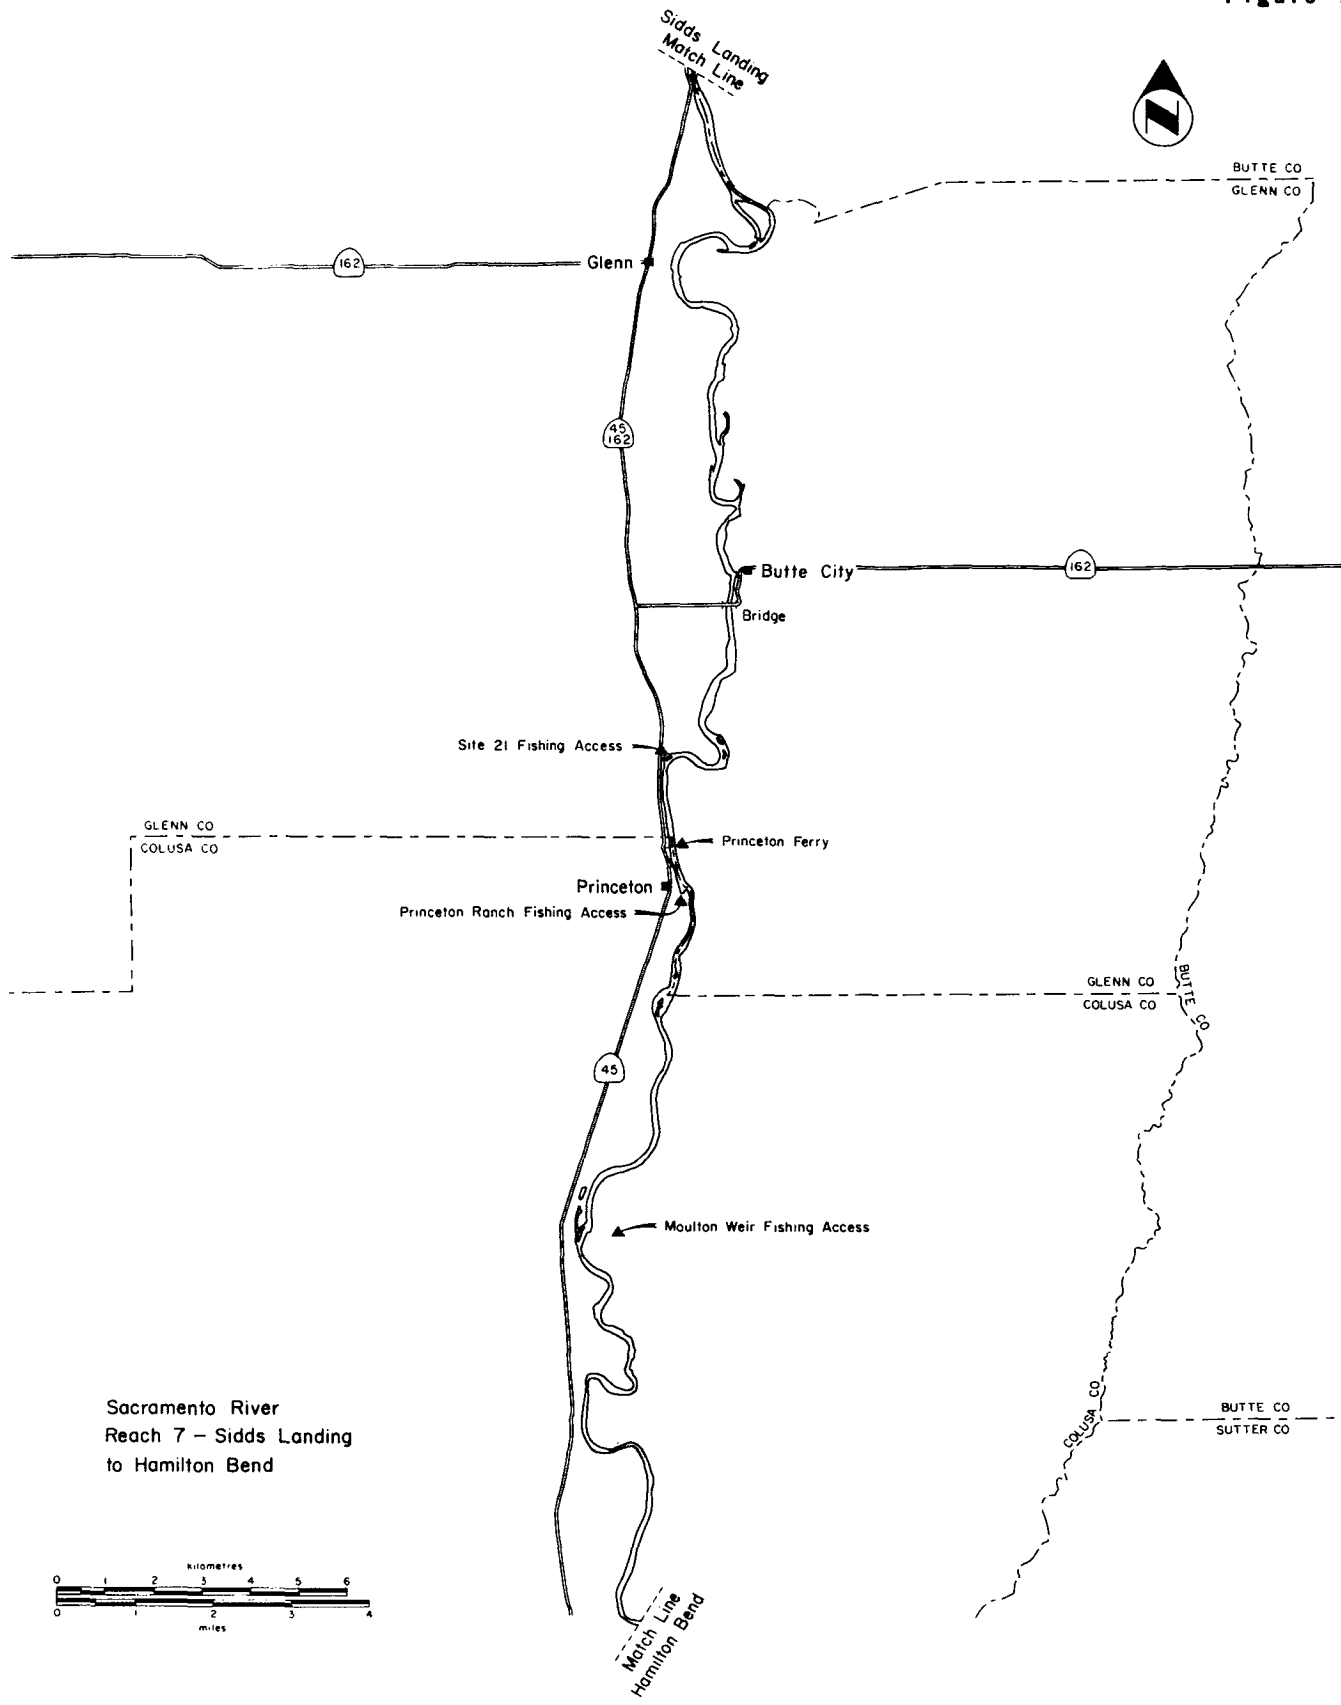 Figure
Sidds Landing
Match Line
N
BUTTE CO
GLENN CO
162
Glenn
45
162
Butte City
162
Bridge
Site 21 Fishing Access
GLENN CO
COLUSA CO
Princeton Ferry
Princeton
Princeton Ranch Fishing Access
GLENN CO
COLUSA CO
BUTTE CO
45
Moulton Weir Fishing Access
Sacramento River
Reach 7 – Sidds Landing
to Hamilton Bend
COLUSA CO
BUTTE CO
SUTTER CO
kilometres
0 1 2 3 4 5 6
0 1 2 3 4
miles
Match Line
Hamilton Bend